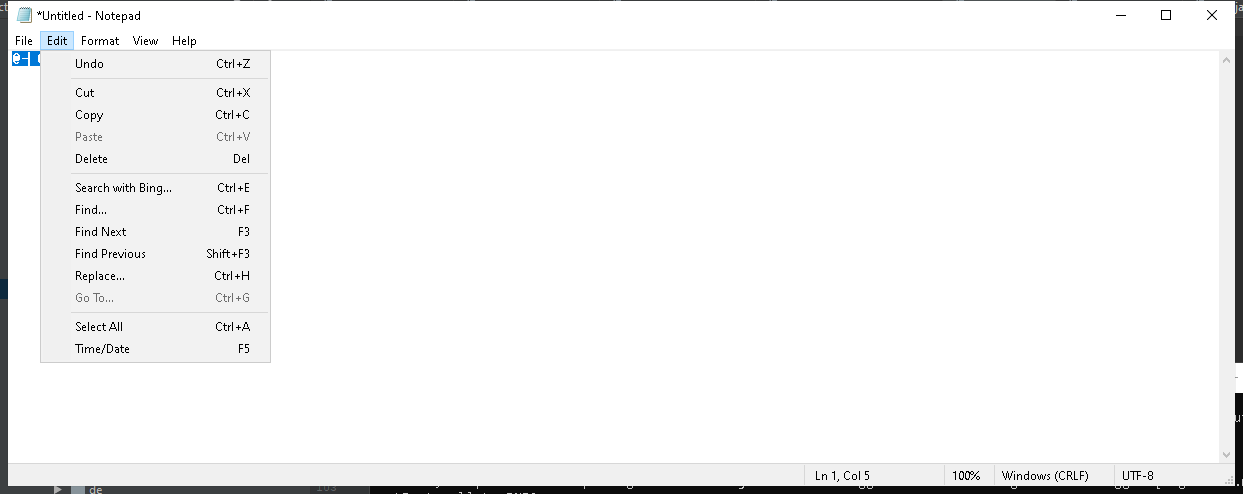 *Untitled - Notepad
File Edit Format View Help
@-
Undo Ctrl+Z
Cut Ctrl+X
Copy Ctrl+C
Paste Ctrl+V
Delete Del
Search with Bing... Ctrl+E
Find... Ctrl+F
Find Next F3
Find Previous Shift+F3
Replace... Ctrl+H
Go To... Ctrl+G
Select All Ctrl+A
Time/Date F5
Ln 1, Col 5 100% Windows (CRLF) UTF-8
de 103